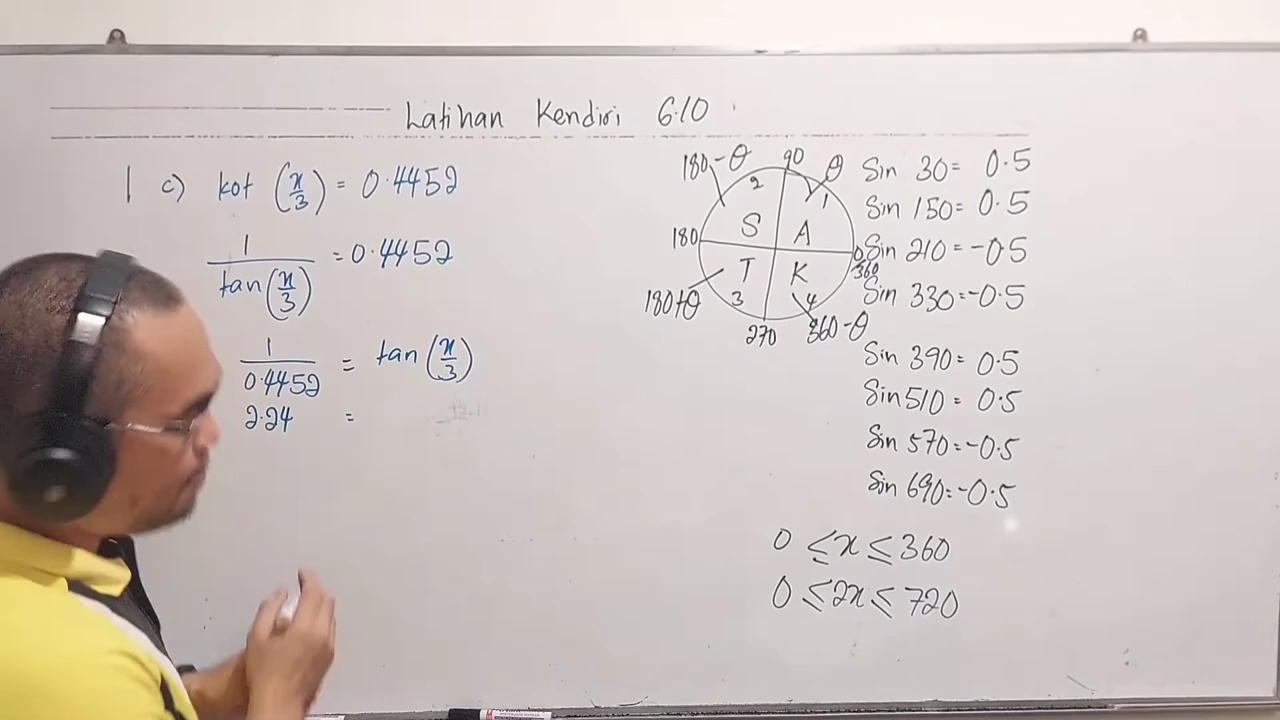 Latihan Kendiri 6.10
1 c) kot (x/3) = 0.4452
1/tan(x/3) = 0.4452
1/0.4452 = tan(x/3)
2.24 =
180-θ
90
θ
2
1
S
A
180
0
360
T
K
3
4
180+θ
270
360-θ
Sin 30 = 0.5
Sin 150 = 0.5
Sin 210 = -0.5
Sin 330 = -0.5
Sin 390 = 0.5
Sin 510 = 0.5
Sin 570 = -0.5
Sin 690 = -0.5
0 ≤ x ≤ 360
0 ≤ 2x ≤ 720